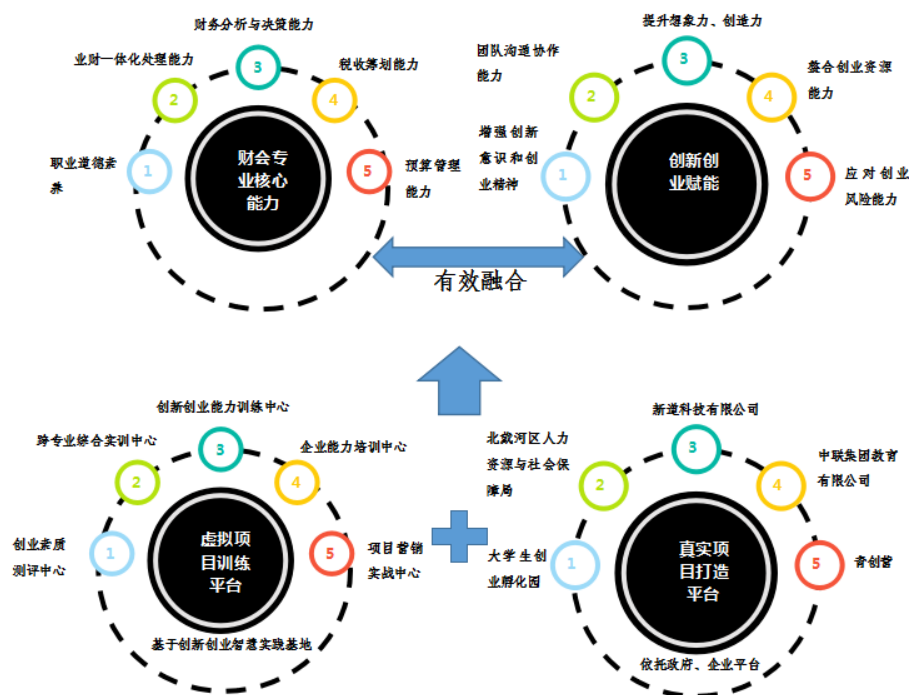 财务分析与决策能力
业财一体化处理能力
3
税收筹划能力
2
4
职业道德素
养
1
财会专
业核心
能力
5
预算管理
能力
提升想象力、创造力
团队沟通协作
能力
3
整合创业资源
能力
2
4
增强创新
意识和创
业精神
1
创新创
业赋能
5
应对创业
风险能力
有效融合
创新创业能力训练中心
跨专业综合实训中心
3
企业能力培训中心
2
4
创业素质
测评中心
1
虚拟项
目训练
平台
5
项目营销
实战中心
基于创新创业智慧实践基地
新道科技有限公司
北戴河区人力
资源与社会保
障局
3
中联集团教育
有限公司
2
4
大学生创
业孵化园
1
真实项
目打造
平台
5
青创营
依托政府、企业平台